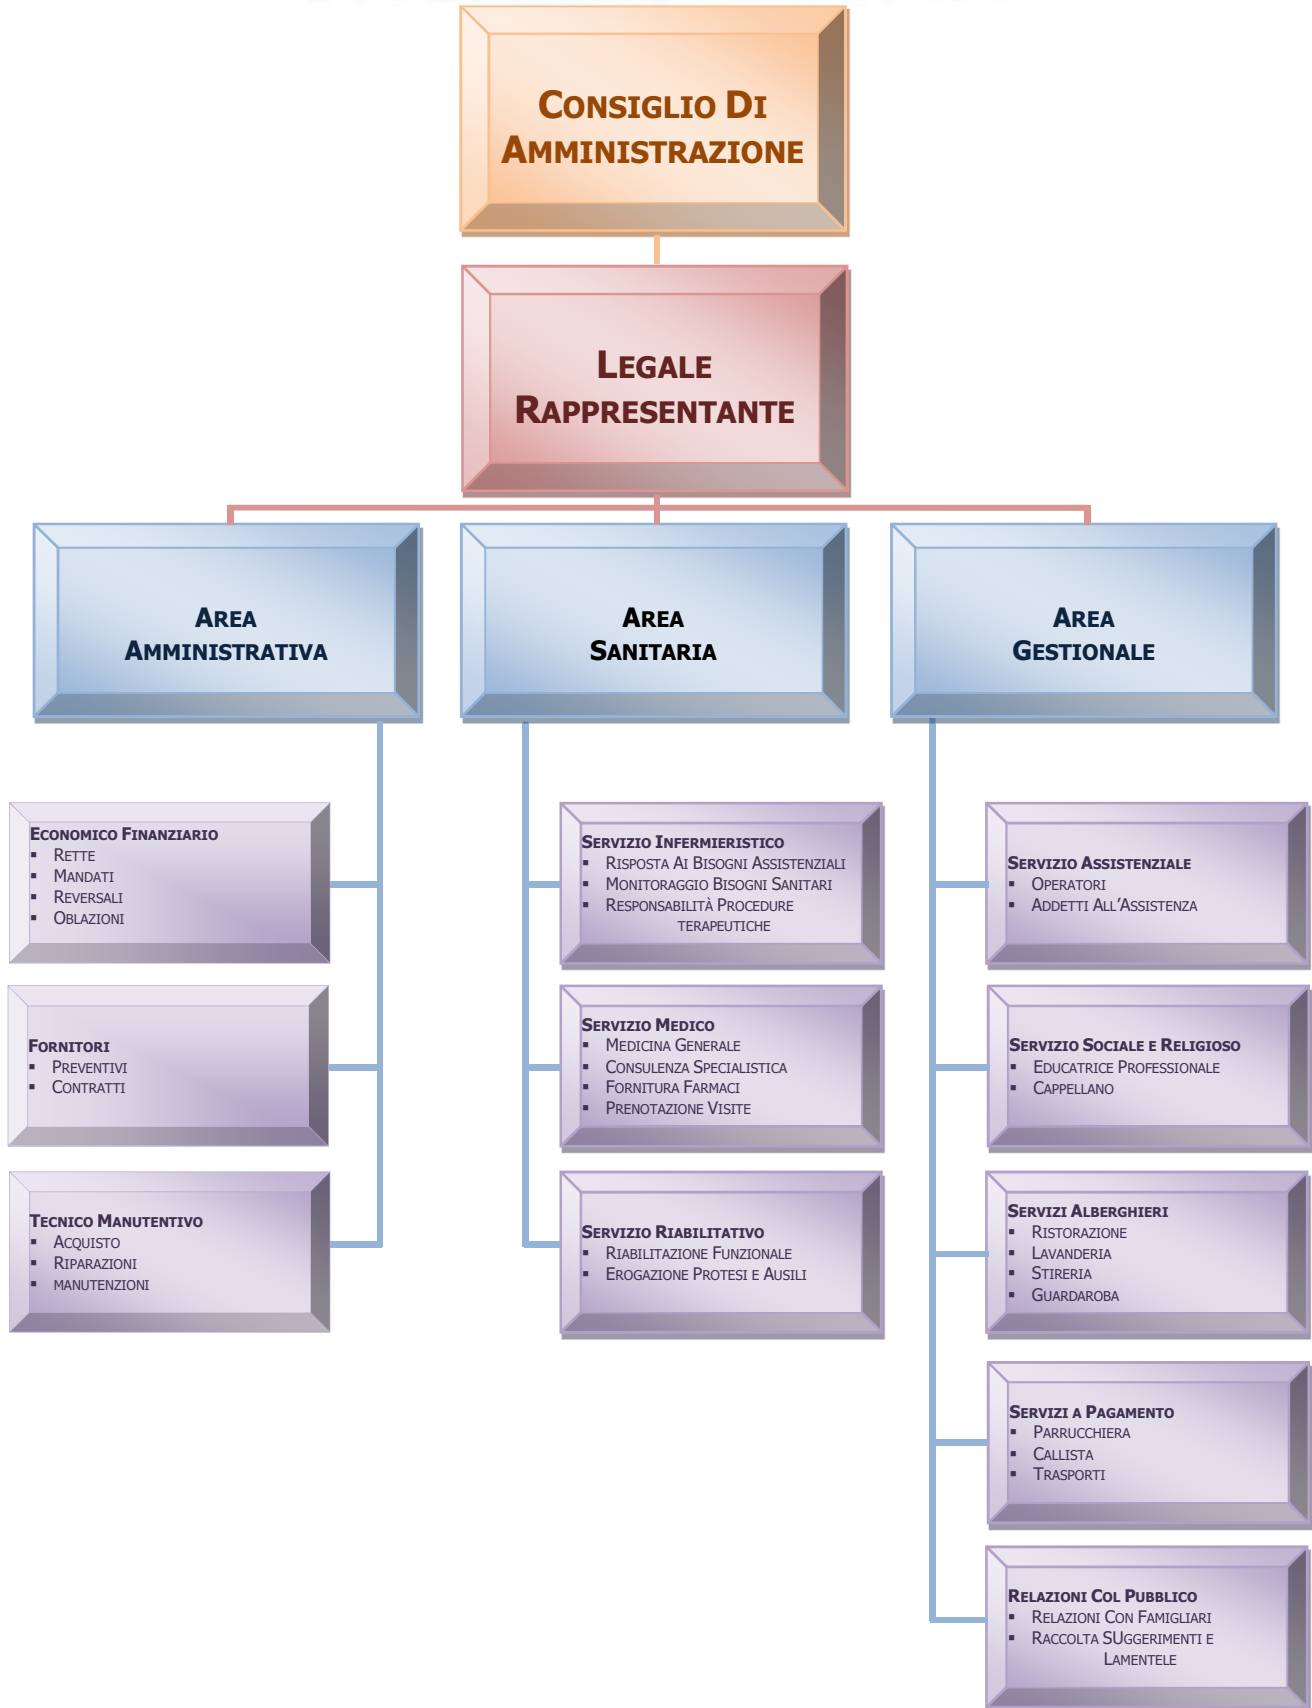 Consiglio Di
Amministrazione
Legale
Rappresentante
Area
Amministrativa
Area
Sanitaria
Area
Gestionale
Economico Finanziario
▪ Rette
▪ Mandati
▪ Reversali
▪ Oblazioni
Fornitori
▪ Preventivi
▪ Contratti
Tecnico Manutentivo
▪ Acquisto
▪ Riparazioni
▪ manutenzioni
Servizio Infermieristico
▪ Risposta Ai Bisogni Assistenziali
▪ Monitoraggio Bisogni Sanitari
▪ Responsabilità Procedure
terapeutiche
Servizio Medico
▪ Medicina Generale
▪ Consulenza Specialistica
▪ Fornitura Farmaci
▪ Prenotazione Visite
Servizio Riabilitativo
▪ Riabilitazione Funzionale
▪ Erogazione Protesi e Ausili
Servizio Assistenziale
▪ Operatori
▪ Addetti All'Assistenza
Servizio Sociale e Religioso
▪ Educatrice Professionale
▪ Cappellano
Servizi Alberghieri
▪ Ristorazione
▪ Lavanderia
▪ Stireria
▪ Guardaroba
Servizi a Pagamento
▪ Parrucchiera
▪ Callista
▪ Trasporti
Relazioni Col Pubblico
▪ Relazioni Con Famigliari
▪ Raccolta SUggerimenti e
Lamentele